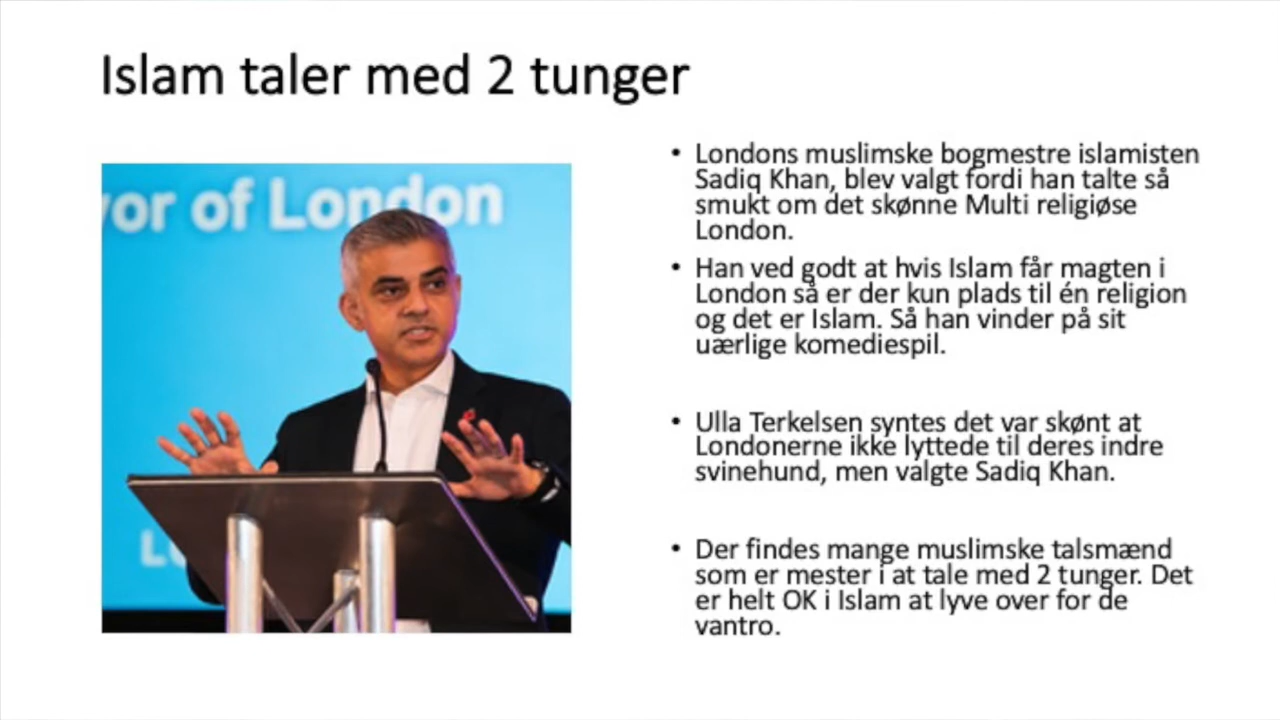 Islam taler med 2 tunger
yor of London
L
• Londons muslimske bogmestre islamisten
Sadiq Khan, blev valgt fordi han talte så
smukt om det skønne Multi religiøse
London.
• Han ved godt at hvis Islam får magten i
London så er der kun plads til én religion
og det er Islam. Så han vinder på sit
uærlige komediespil.
• Ulla Terkelsen syntes det var skønt at
Londonerne ikke lyttede til deres indre
svinehund, men valgte Sadiq Khan.
• Der findes mange muslimske talsmænd
som er mester i at tale med 2 tunger. Det
er helt OK i Islam at lyve over for de
vantro.